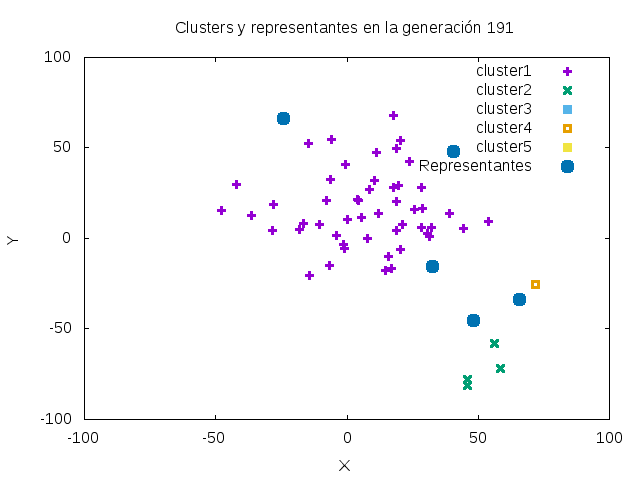 Clusters y representantes en la generación 191
100
50
0
-50
-100
-100
-50
0
50
100
Y
X
cluster1
cluster2
cluster3
cluster4
cluster5
Representantes